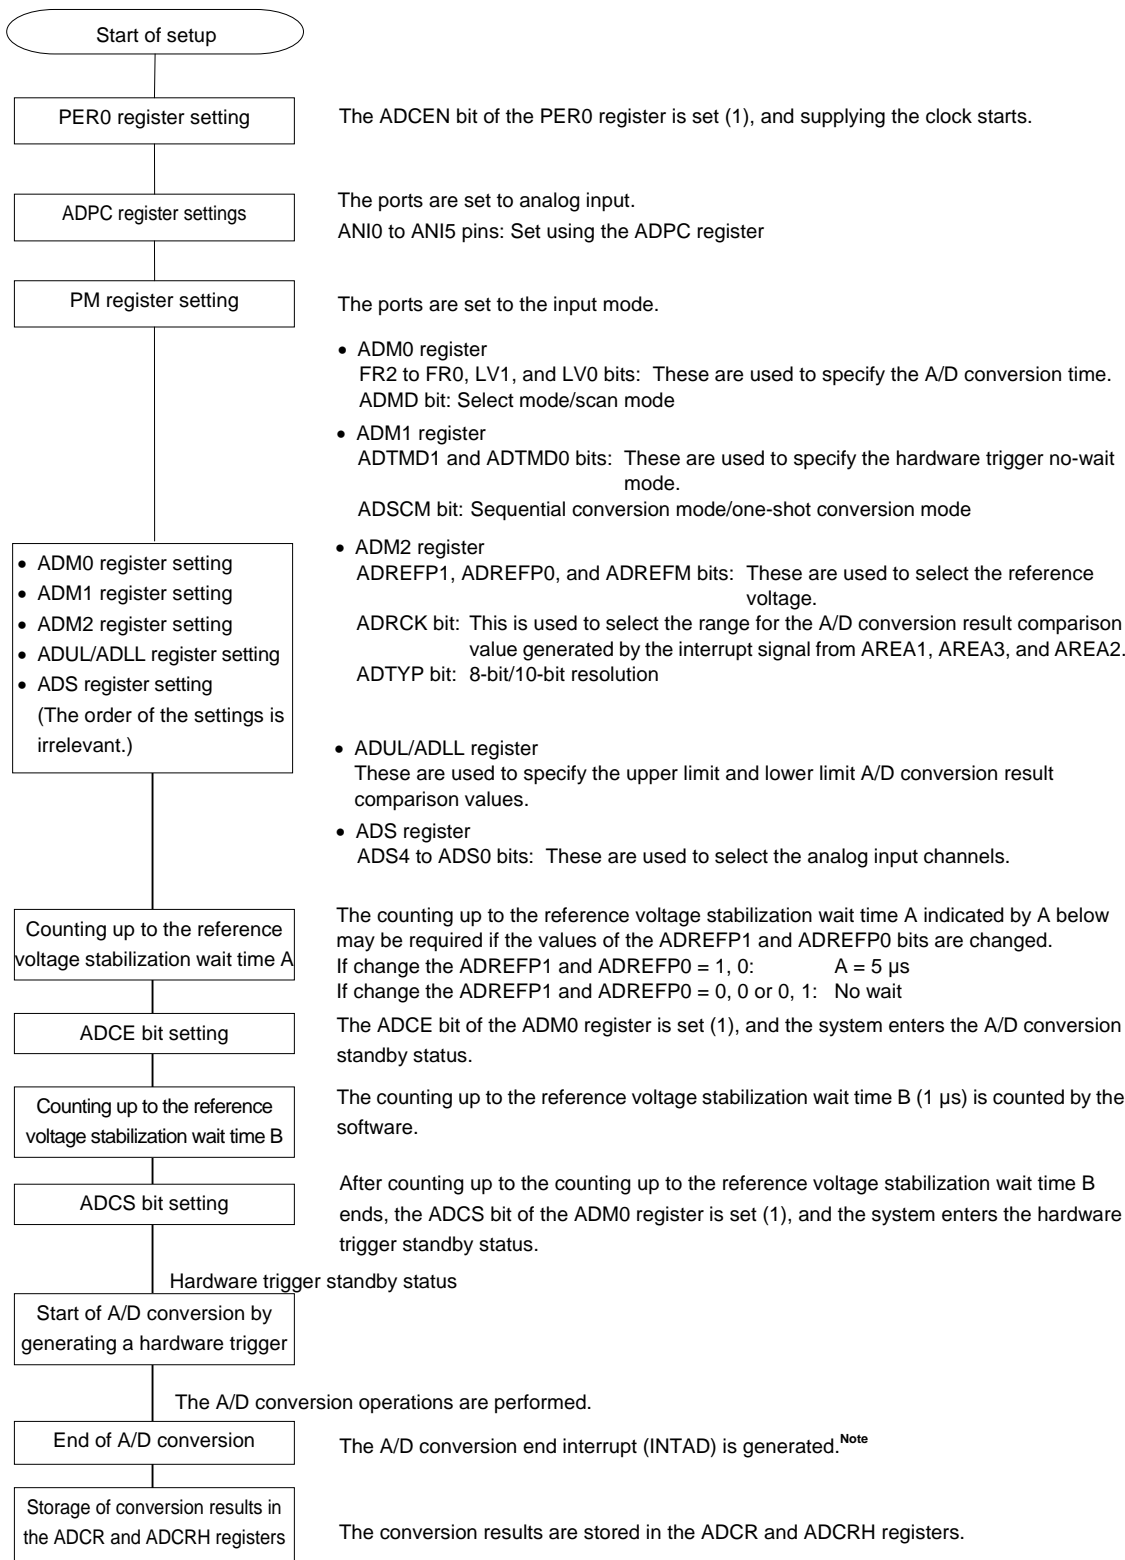 Start of setup
PER0 register setting
The ADCEN bit of the PER0 register is set (1), and supplying the clock starts.
ADPC register settings
The ports are set to analog input.
ANI0 to ANI5 pins: Set using the ADPC register
PM register setting
The ports are set to the input mode.
• ADM0 register
FR2 to FR0, LV1, and LV0 bits: These are used to specify the A/D conversion time.
ADMD bit: Select mode/scan mode
• ADM1 register
ADTMD1 and ADTMD0 bits: These are used to specify the hardware trigger no-wait
mode.
ADSCM bit: Sequential conversion mode/one-shot conversion mode
• ADM0 register setting
• ADM1 register setting
• ADM2 register setting
• ADUL/ADLL register setting
• ADS register setting
(The order of the settings is
irrelevant.)
• ADM2 register
ADREFP1, ADREFP0, and ADREFM bits: These are used to select the reference
voltage.
ADRCK bit: This is used to select the range for the A/D conversion result comparison
value generated by the interrupt signal from AREA1, AREA3, and AREA2.
ADTYP bit: 8-bit/10-bit resolution
• ADUL/ADLL register
These are used to specify the upper limit and lower limit A/D conversion result
comparison values.
• ADS register
ADS4 to ADS0 bits: These are used to select the analog input channels.
Counting up to the reference
voltage stabilization wait time A
The counting up to the reference voltage stabilization wait time A indicated by A below
may be required if the values of the ADREFP1 and ADREFP0 bits are changed.
If change the ADREFP1 and ADREFP0 = 1, 0: A = 5 µs
If change the ADREFP1 and ADREFP0 = 0, 0 or 0, 1: No wait
ADCE bit setting
The ADCE bit of the ADM0 register is set (1), and the system enters the A/D conversion
standby status.
Counting up to the reference
voltage stabilization wait time B
The counting up to the reference voltage stabilization wait time B (1 µs) is counted by the
software.
ADCS bit setting
After counting up to the counting up to the reference voltage stabilization wait time B
ends, the ADCS bit of the ADM0 register is set (1), and the system enters the hardware
trigger standby status.
Hardware trigger standby status
Start of A/D conversion by
generating a hardware trigger
The A/D conversion operations are performed.
End of A/D conversion
The A/D conversion end interrupt (INTAD) is generated.Note
Storage of conversion results in
the ADCR and ADCRH registers
The conversion results are stored in the ADCR and ADCRH registers.